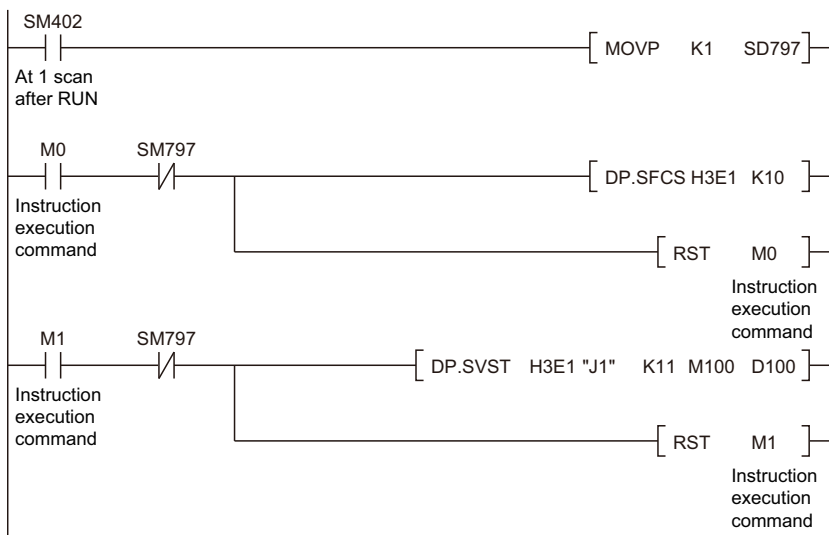 SM402
MOVP K1 SD797
At 1 scan
after RUN
M0 SM797
DP.SFCS H3E1 K10
Instruction
execution
command
RST M0
Instruction
execution
command
M1 SM797
DP.SVST H3E1 "J1" K11 M100 D100
Instruction
execution
command
RST M1
Instruction
execution
command